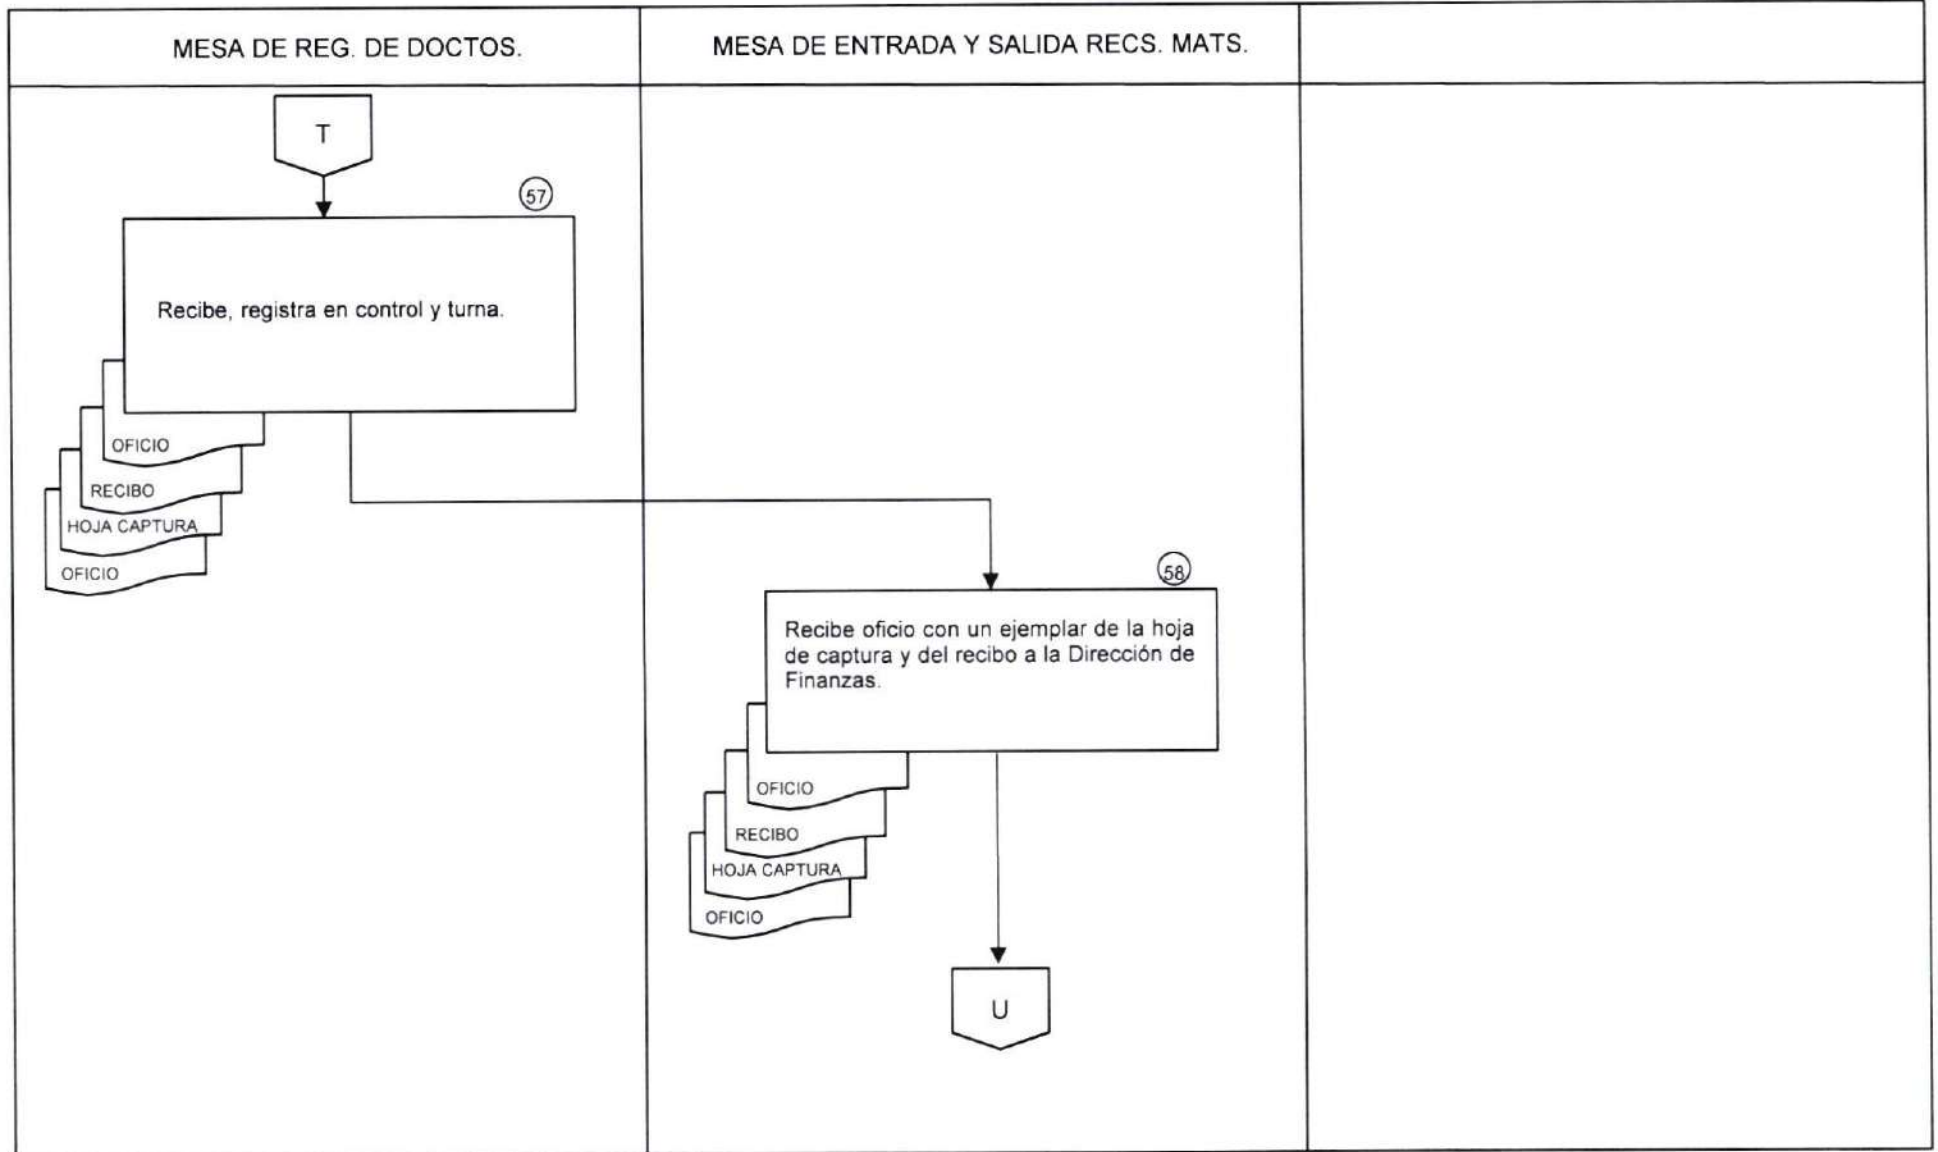 MESA DE REG. DE DOCTOS.
MESA DE ENTRADA Y SALIDA RECS. MATS.
T
57
Recibe, registra en control y turna.
OFICIO
RECIBO
HOJA CAPTURA
OFICIO
58
Recibe oficio con un ejemplar de la hoja
de captura y del recibo a la Dirección de
Finanzas.
OFICIO
RECIBO
HOJA CAPTURA
OFICIO
U